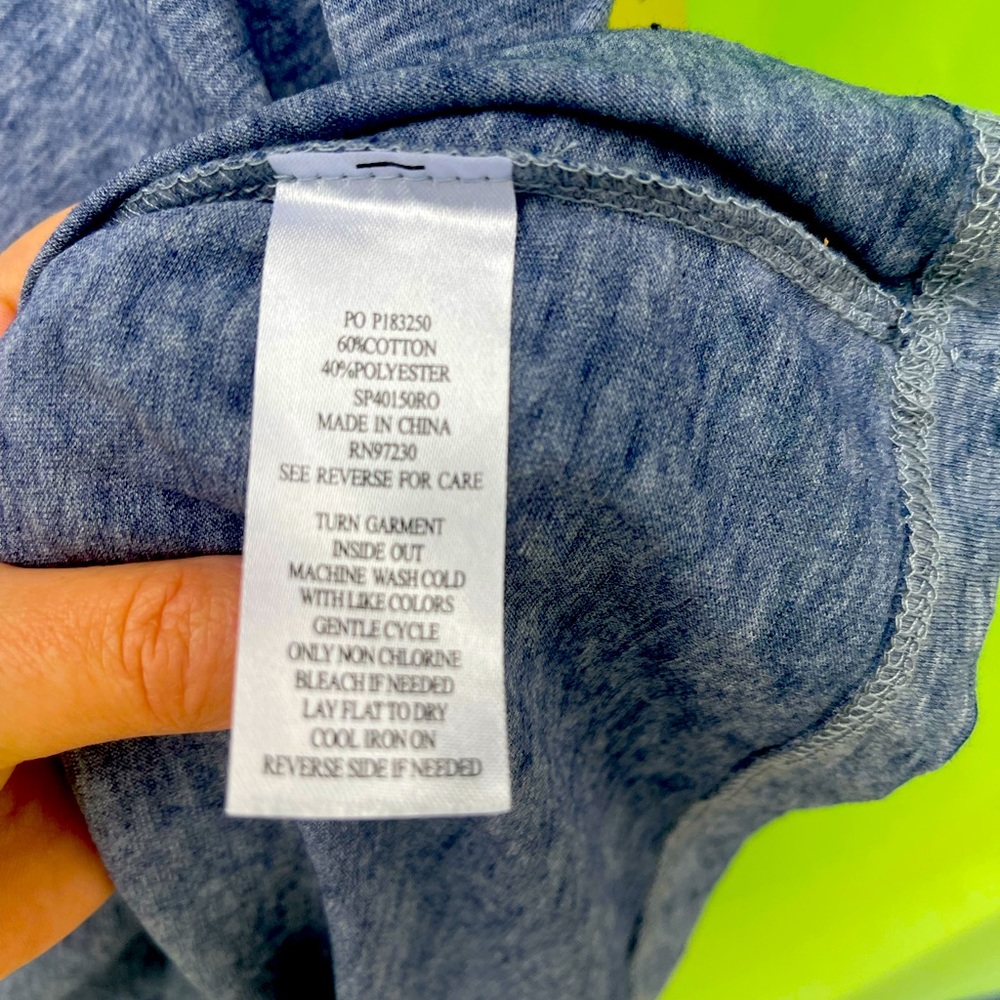 PO P183250
60%COTTON
40%POLYESTER
SP40150RO
MADE IN CHINA
RN97230
SEE REVERSE FOR CARE
TURN GARMENT
INSIDE OUT
MACHINE WASH COLD
WITH LIKE COLORS
GENTLE CYCLE
ONLY NON CHLORINE
BLEACH IF NEEDED
LAY FLAT TO DRY
COOL IRON ON
REVERSE SIDE IF NEEDED